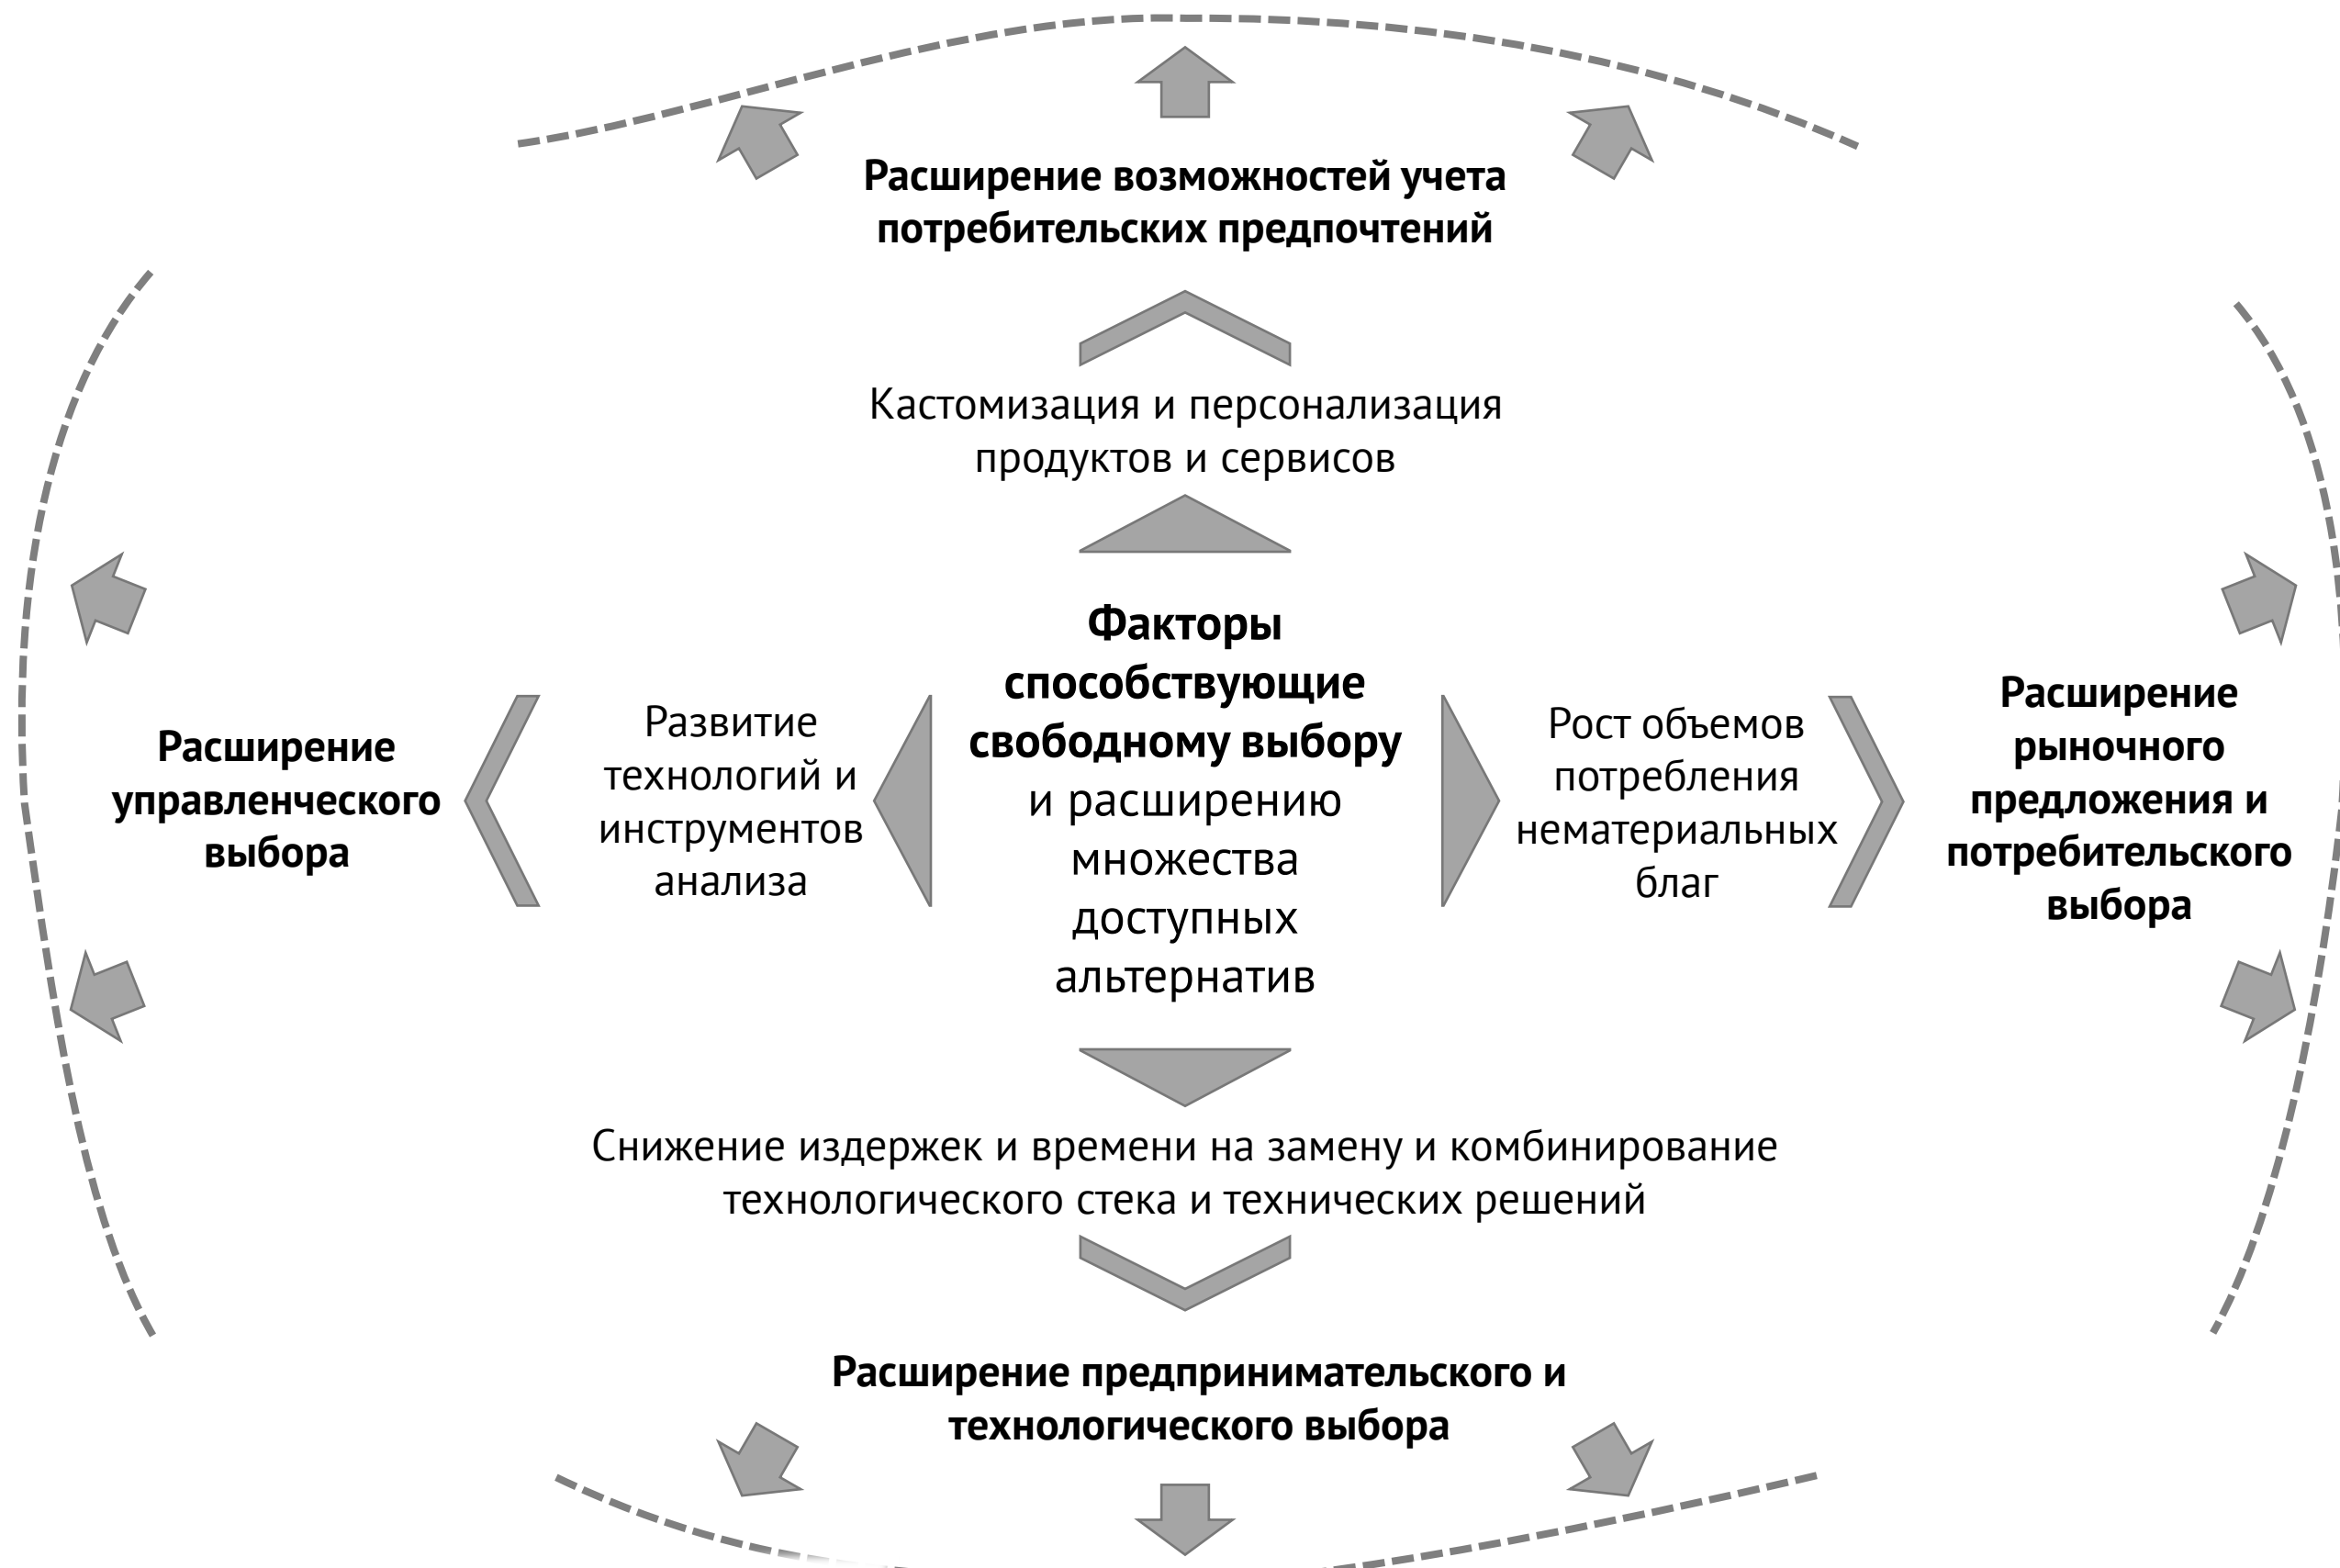 Расширение возможностей учета
потребительских предпочтений
Кастомизация и персонализация
продуктов и сервисов
Факторы
способствующие
свободному выбору
и расширению
множества
доступных
альтернатив
Развитие
технологий и
инструментов
анализа
Расширение
управленческого
выбора
Рост объемов
потребления
нематериальных
благ
Расширение
рыночного
предложения и
потребительского
выбора
Снижение издержек и времени на замену и комбинирование
технологического стека и технических решений
Расширение предпринимательского и
технологического выбора